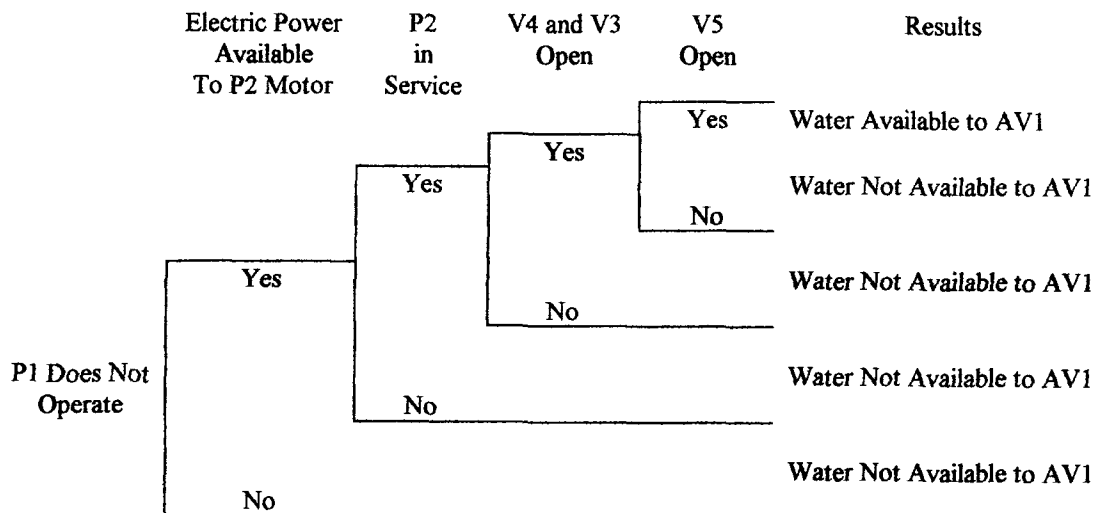 Electric Power
Available
To P2 Motor
P2
in
Service
V4 and V3
Open
V5
Open
Results
Yes
Water Available to AV1
Yes
Yes
Water Not Available to AV1
No
Yes
Water Not Available to AV1
No
P1 Does Not
Operate
Water Not Available to AV1
No
Water Not Available to AV1
No